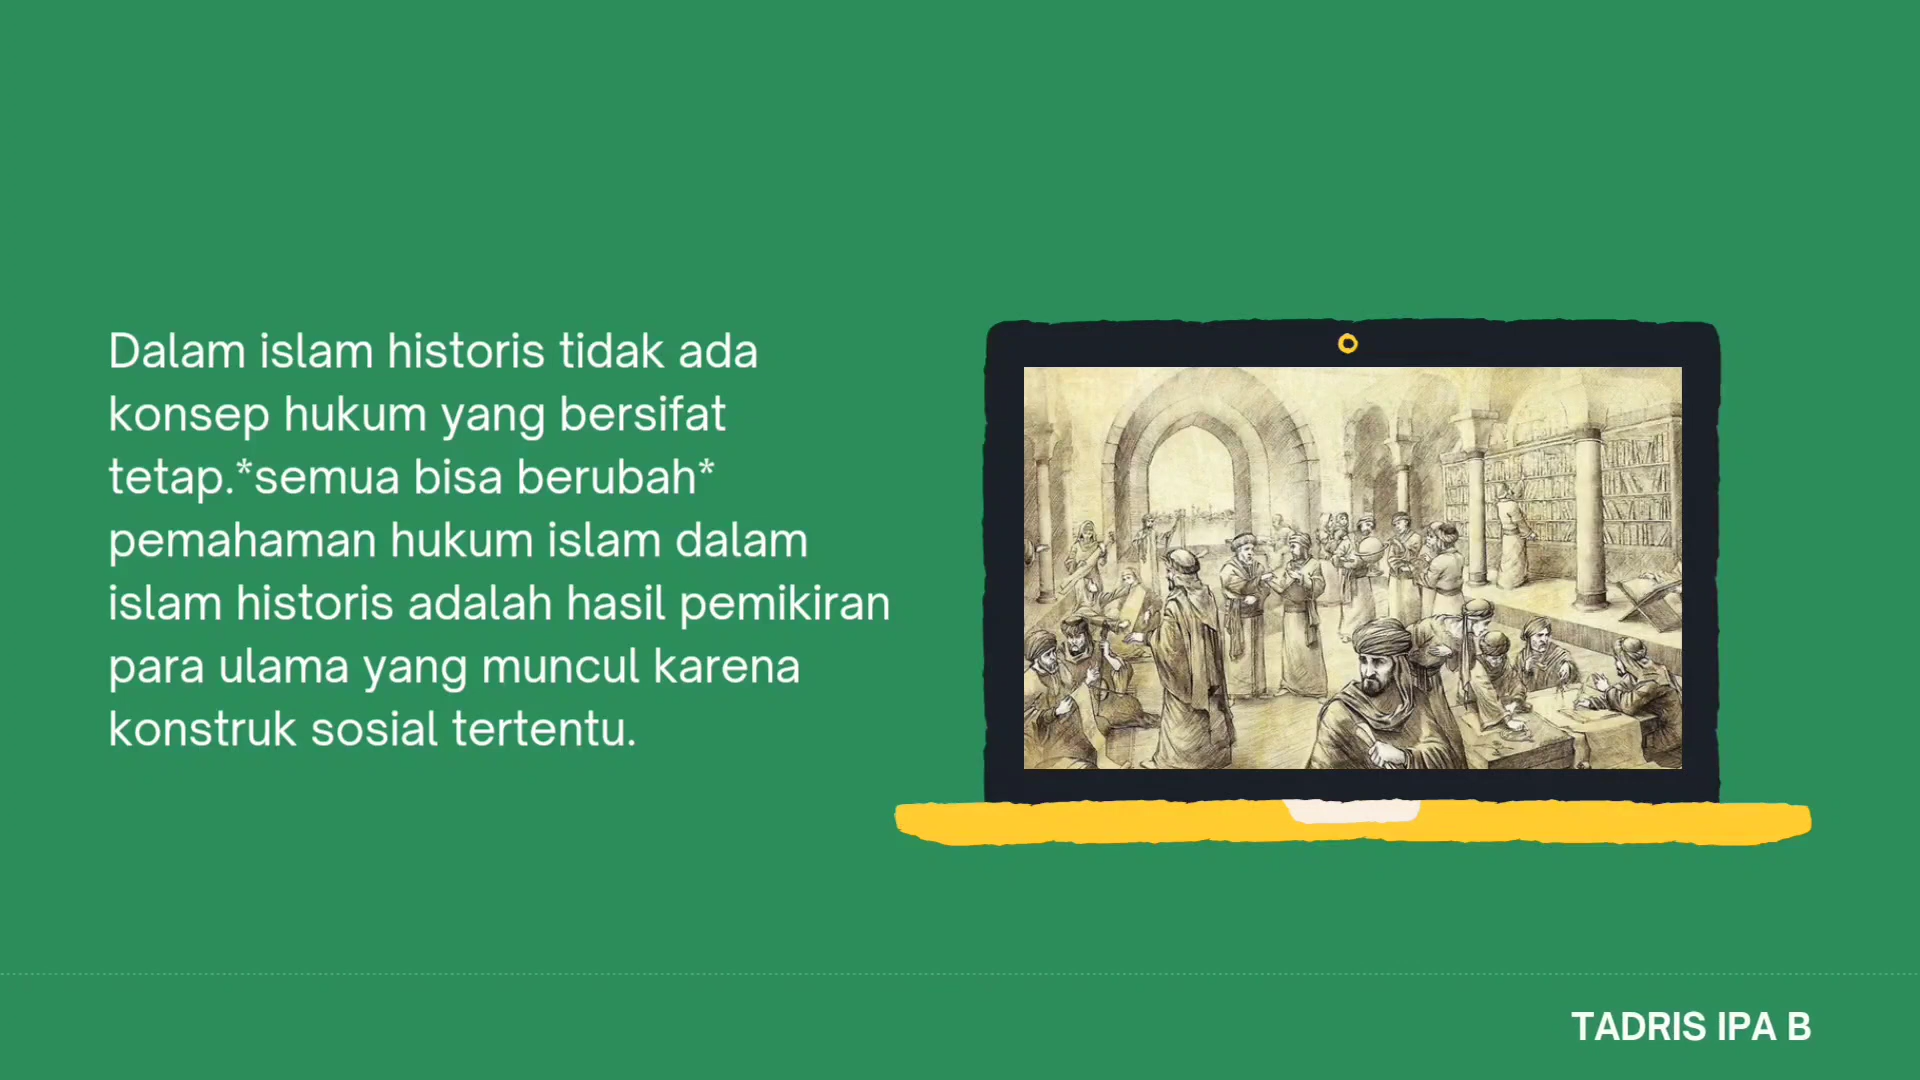 Dalam islam historis tidak ada
konsep hukum yang bersifat
tetap.*semua bisa berubah*
pemahaman hukum islam dalam
islam historis adalah hasil pemikiran
para ulama yang muncul karena
konstruk sosial tertentu.
TADRIS IPA B